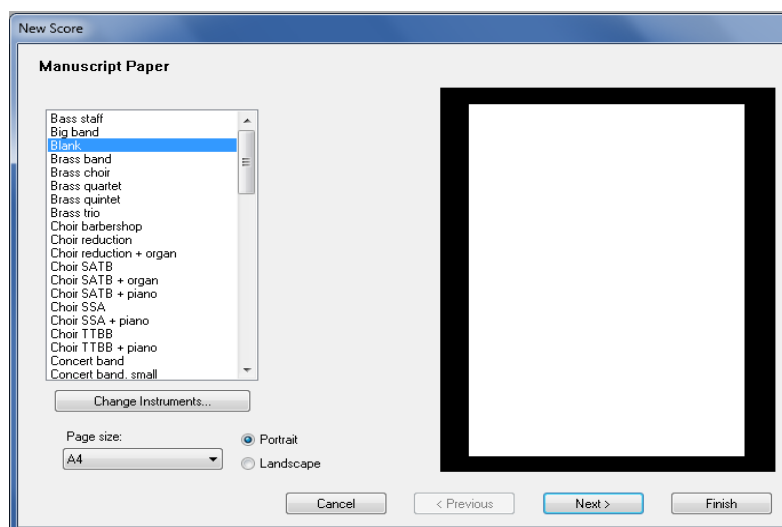 New Score
Manuscript Paper
Bass staff
Big band
Blank
Brass band
Brass choir
Brass quartet
Brass quintet
Brass trio
Choir barbershop
Choir reduction
Choir reduction + organ
Choir SATB
Choir SATB + organ
Choir SATB + piano
Choir SSA
Choir SSA + piano
Choir TTBB
Choir TTBB + piano
Concert band
Concert band, small
Change Instruments...
Page size:
A4
Portrait
Landscape
Cancel
< Previous
Next >
Finish